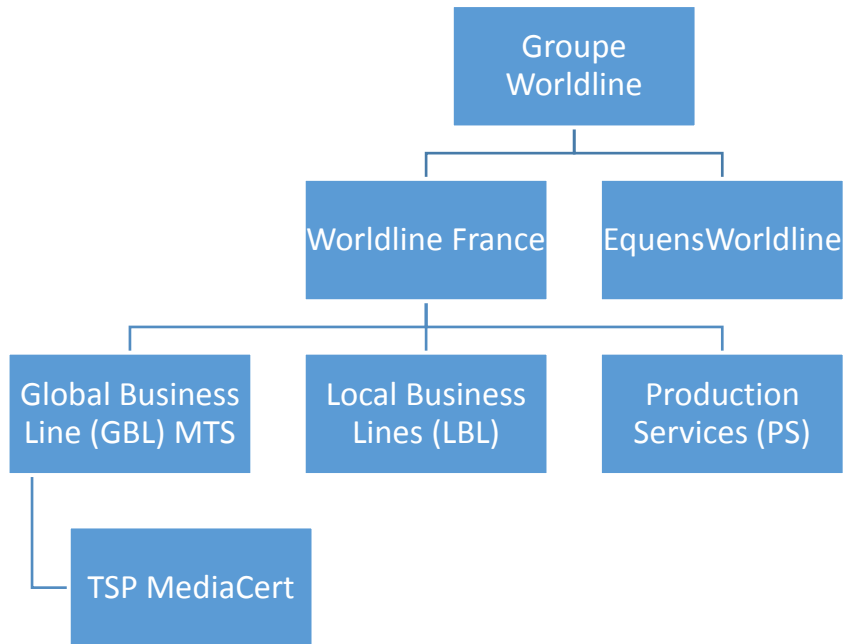 Groupe
Worldline
Worldline France
EquensWorldline
Global Business
Line (GBL) MTS
Local Business
Lines (LBL)
Production
Services (PS)
TSP MediaCert